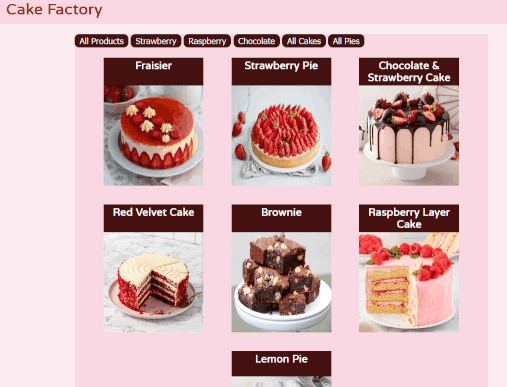 Cake Factory
All Products
Strawberry
Raspberry
Chocolate
All Cakes
All Pies
Fraisier
Strawberry Pie
Chocolate &
Strawberry Cake
Red Velvet Cake
Brownie
Raspberry Layer
Cake
Lemon Pie